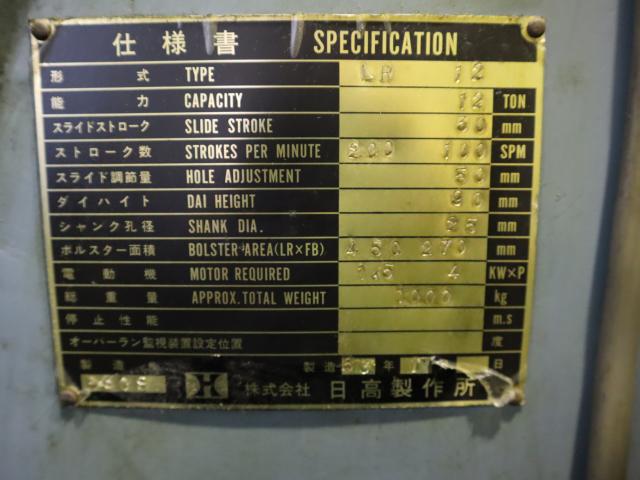 仕様書 SPECIFICATION
形式 TYPE LR 12
能力 CAPACITY 12 TON
スライドストローク SLIDE STROKE 30 mm
ストローク数 STROKES PER MINUTE 200 100 SPM
スライド調節量 HOLE ADJUSTMENT 50 mm
ダイハイト DAI HEIGHT mm
シャンク孔径 SHANK DIA. 25 mm
ボルスター面積 BOLSTER AREA(LR×FB) 450 270 mm
電動機 MOTOR REQUIRED 1.5 4 KW×P
総重量 APPROX.TOTAL WEIGHT 1000 kg
停止性能 m.s
オーバーラン監視装置設定位置 度
製造 製造 年 日
株式会社 日高製作所